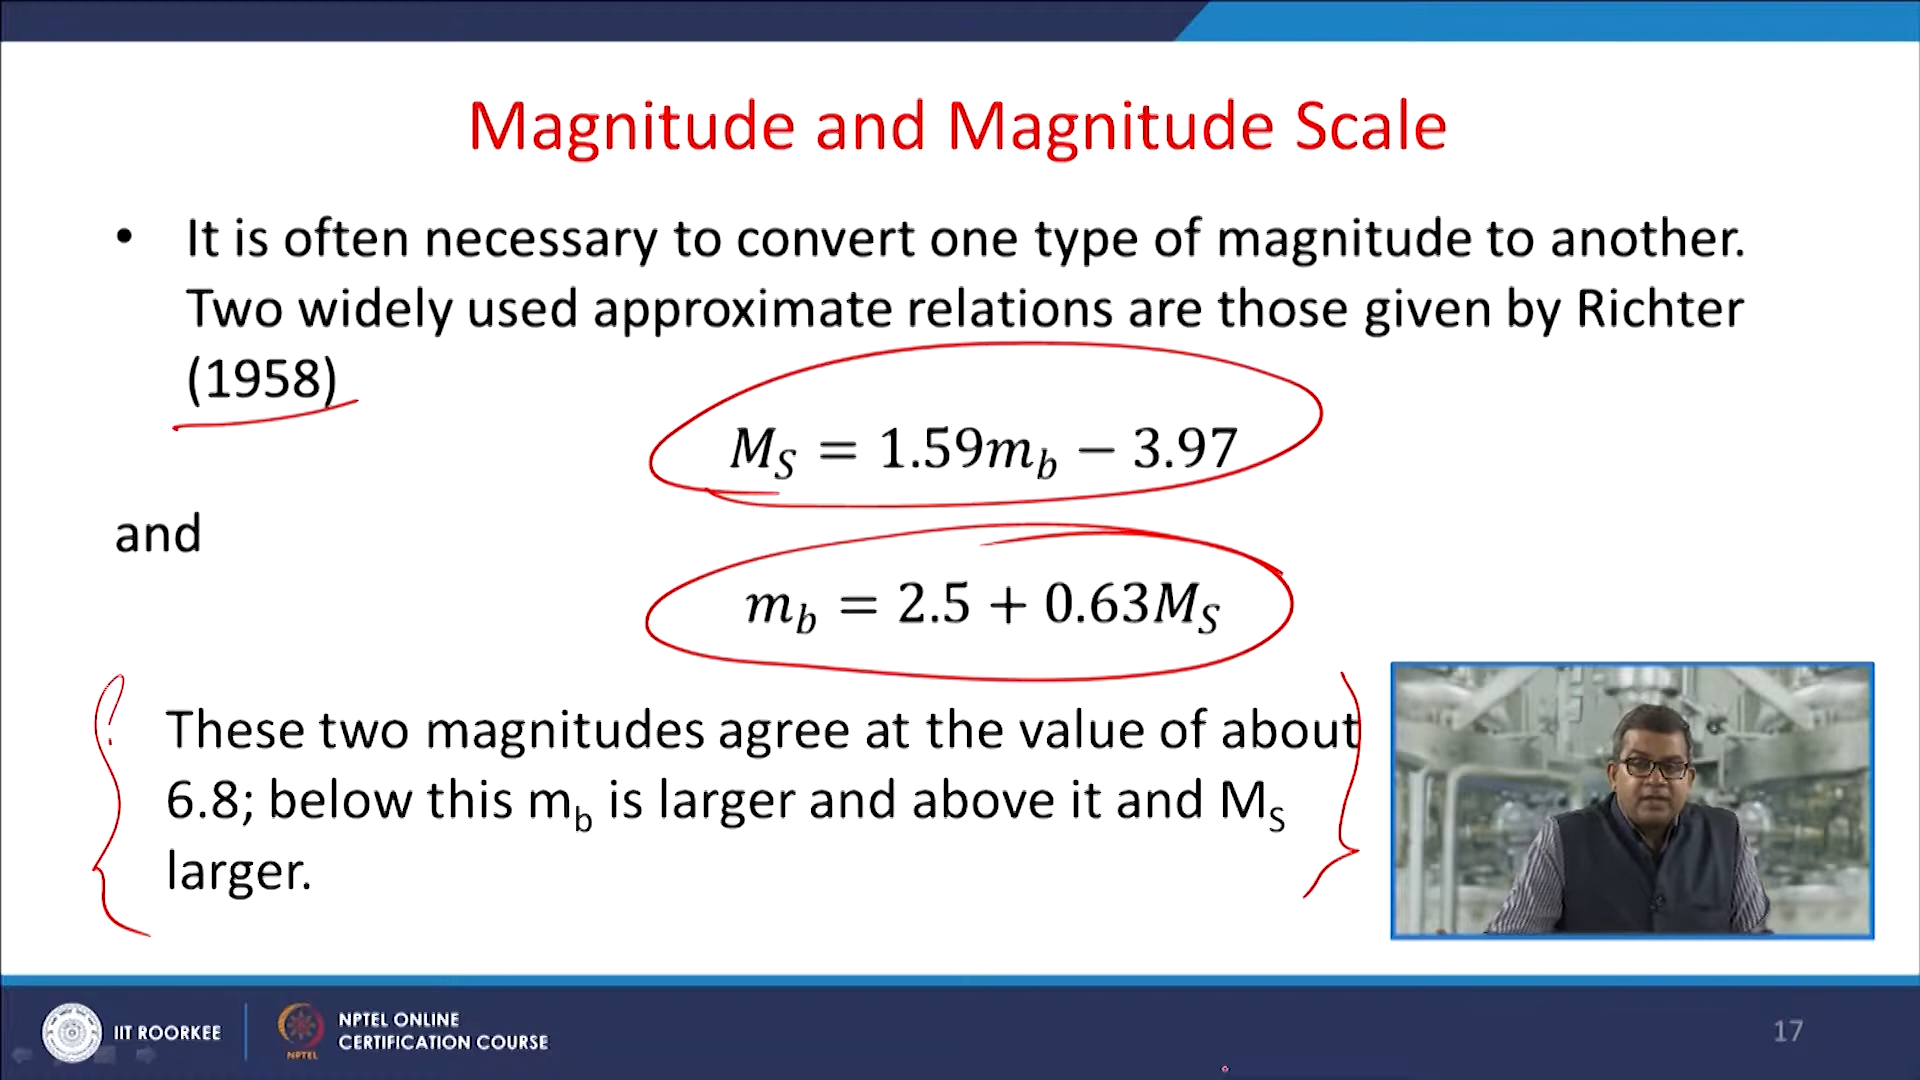 Magnitude and Magnitude Scale
• It is often necessary to convert one type of magnitude to another.
Two widely used approximate relations are those given by Richter
(1958)
M_S = 1.59m_b − 3.97
and
m_b = 2.5 + 0.63M_S
These two magnitudes agree at the value of about
6.8; below this m_b is larger and above it and M_S
larger.
IIT ROORKEE
NPTEL
NPTEL ONLINE
CERTIFICATION COURSE
17